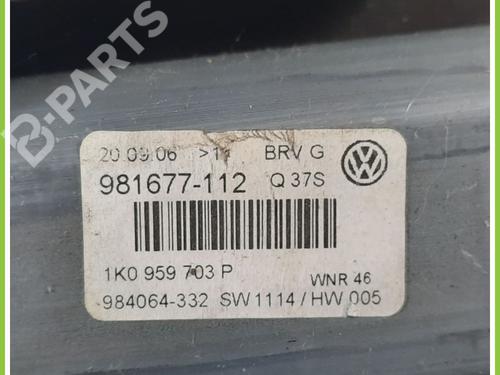 B-PARTS
20.09.06 >1< BRV G
981677-112 Q 37S
1K0 959 703 P
WNR 46
984064-332 SW 1114 / HW 005